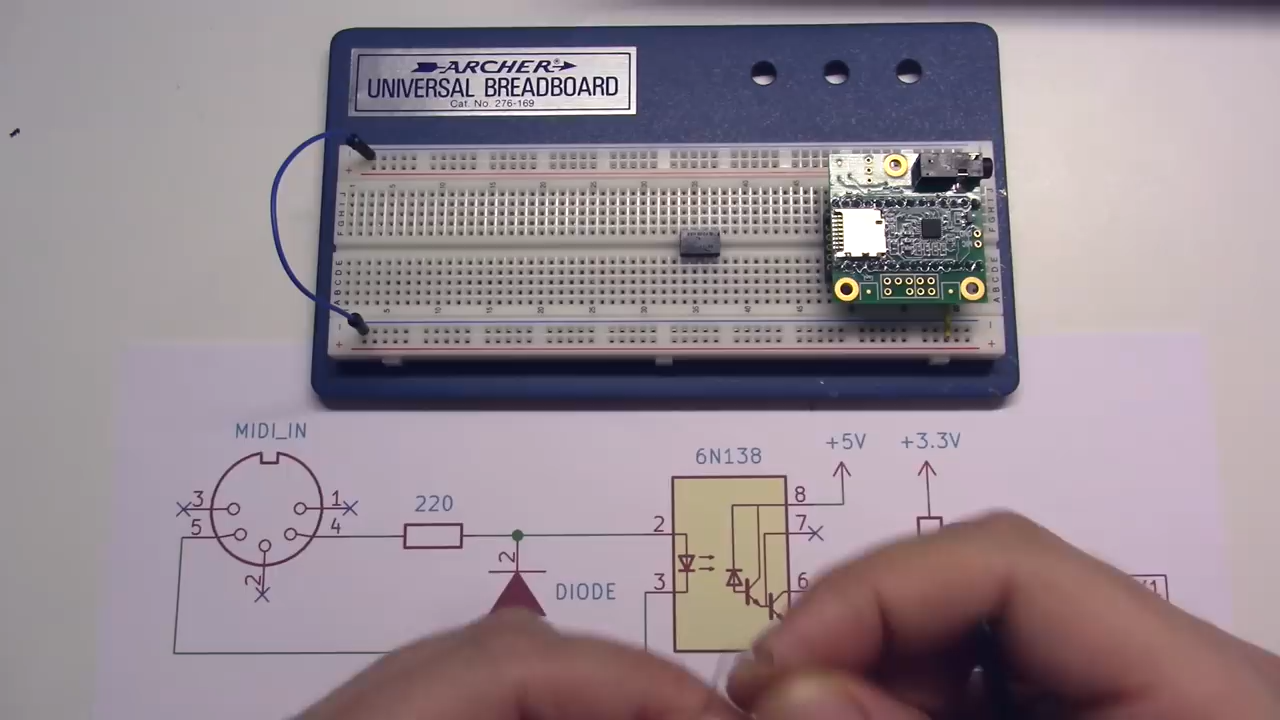 ARCHER®
UNIVERSAL BREADBOARD
Cat. No. 276-169
MIDI_IN
3
1
5
4
2
220
2
DIODE
6N138
2
3
8
7
6
+5V
+3.3V